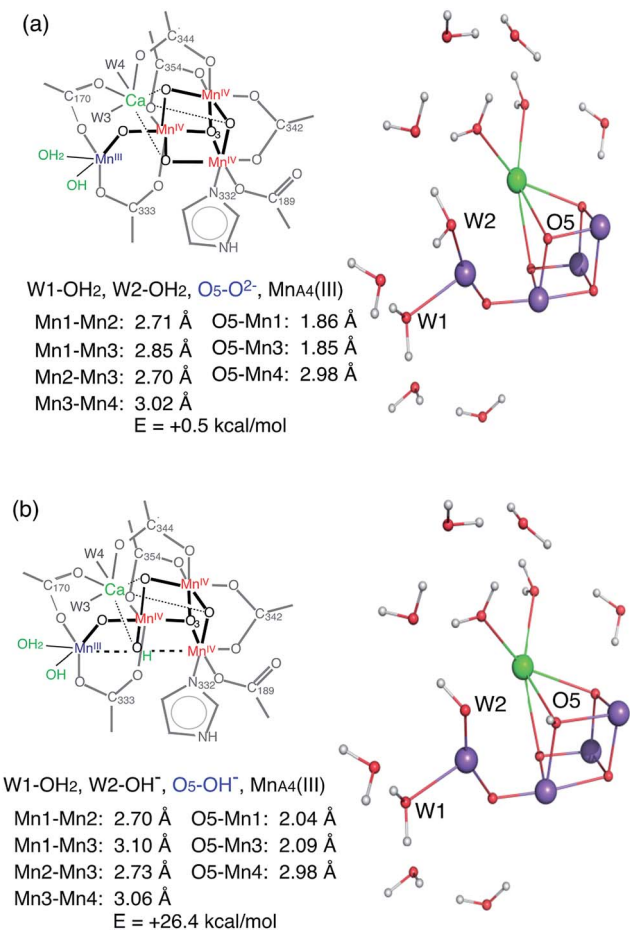 (a)
C344
W4 O C354 O
C170 O
Ca O MnIV O
W3 O O C342
O O MnIV O3 O
OH2 MnIII
OH O MnIV
O O N332 O O
C333 C189
NH
W1-OH2, W2-OH2, O5-O2-, MnA4(III)
Mn1-Mn2: 2.71 Å O5-Mn1: 1.86 Å
Mn1-Mn3: 2.85 Å O5-Mn3: 1.85 Å
Mn2-Mn3: 2.70 Å O5-Mn4: 2.98 Å
Mn3-Mn4: 3.02 Å
E = +0.5 kcal/mol
O5
W2
W1
(b)
C344
W4 O C354 O
C170 O
Ca O MnIV O
W3 O O C342
O O MnIV O3 O
OH2 MnIII O H MnIV O
OH
O O N332 O
C333 C189
NH
W1-OH2, W2-OH-, O5-OH-, MnA4(III)
Mn1-Mn2: 2.70 Å O5-Mn1: 2.04 Å
Mn1-Mn3: 3.10 Å O5-Mn3: 2.09 Å
Mn2-Mn3: 2.73 Å O5-Mn4: 2.98 Å
Mn3-Mn4: 3.06 Å
E = +26.4 kcal/mol
O5
W2
W1